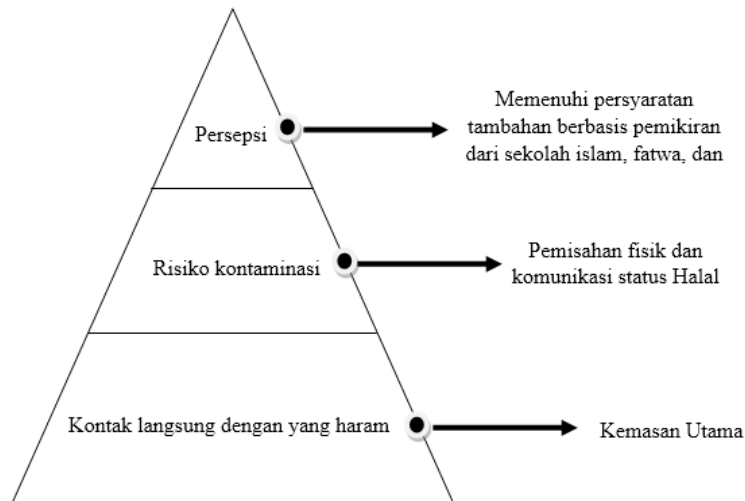 Persepsi
Memenuhi persyaratan
tambahan berbasis pemikiran
dari sekolah islam, fatwa, dan
Risiko kontaminasi
Pemisahan fisik dan
komunikasi status Halal
Kontak langsung dengan yang haram
Kemasan Utama